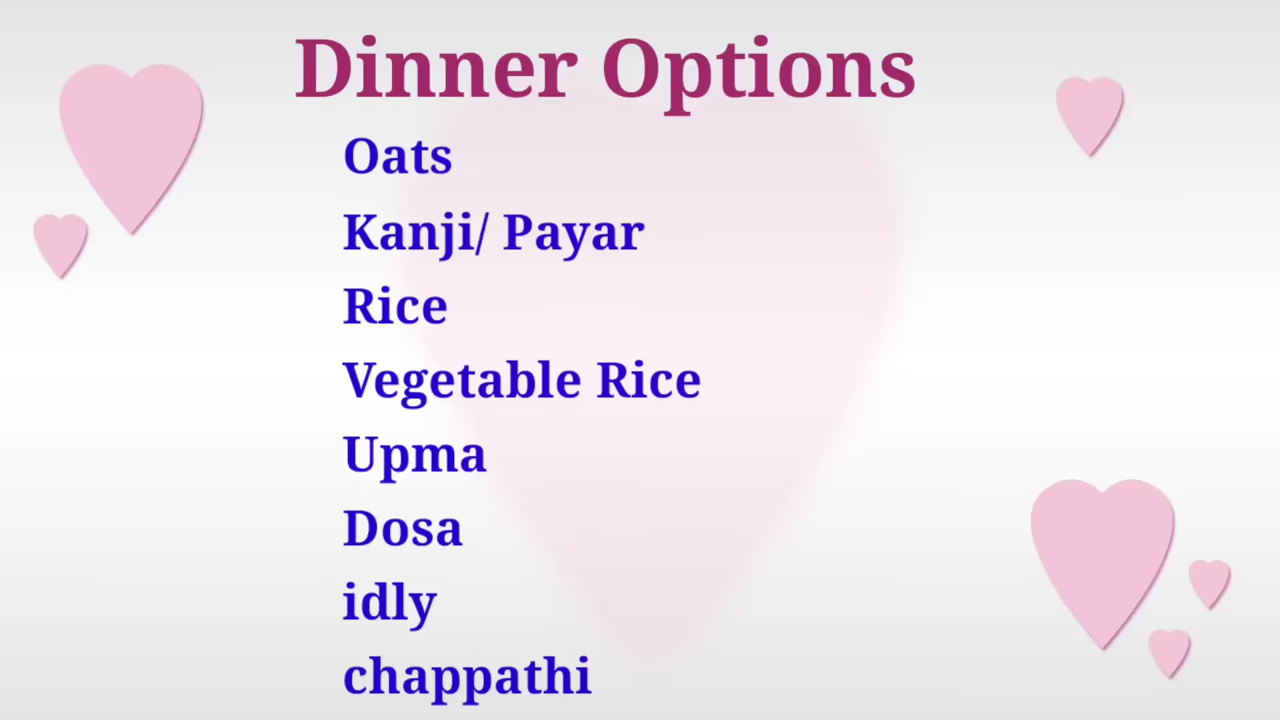 Dinner Options
Oats
Kanji/ Payar
Rice
Vegetable Rice
Upma
Dosa
idly
chappathi